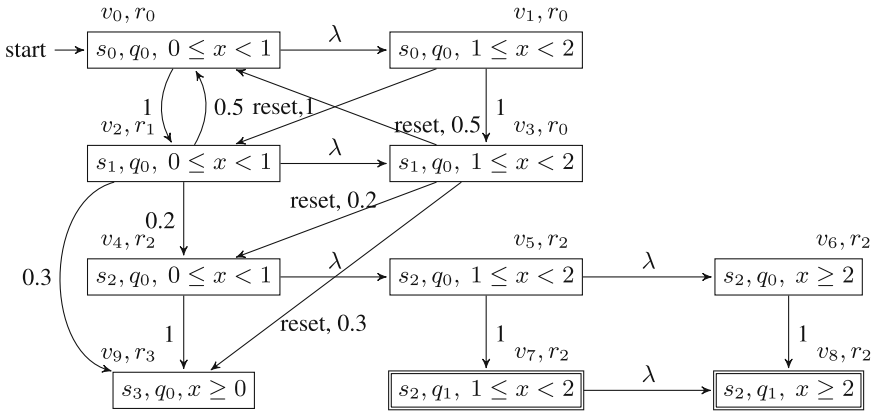 v₀, r₀ v₁, r₀
start s₀, q₀, 0 ≤ x < 1 λ s₀, q₀, 1 ≤ x < 2
1 0.5 reset,1 1
v₂, r₁ reset, 0.5 v₃, r₀
s₁, q₀, 0 ≤ x < 1 λ s₁, q₀, 1 ≤ x < 2
0.2 reset, 0.2
v₄, r₂ v₅, r₂ v₆, r₂
0.3 s₂, q₀, 0 ≤ x < 1 λ s₂, q₀, 1 ≤ x < 2 λ s₂, q₀, x ≥ 2
1 reset, 0.3 1 1
v₉, r₃ v₇, r₂ v₈, r₂
s₃, q₀, x ≥ 0 s₂, q₁, 1 ≤ x < 2 λ s₂, q₁, x ≥ 2